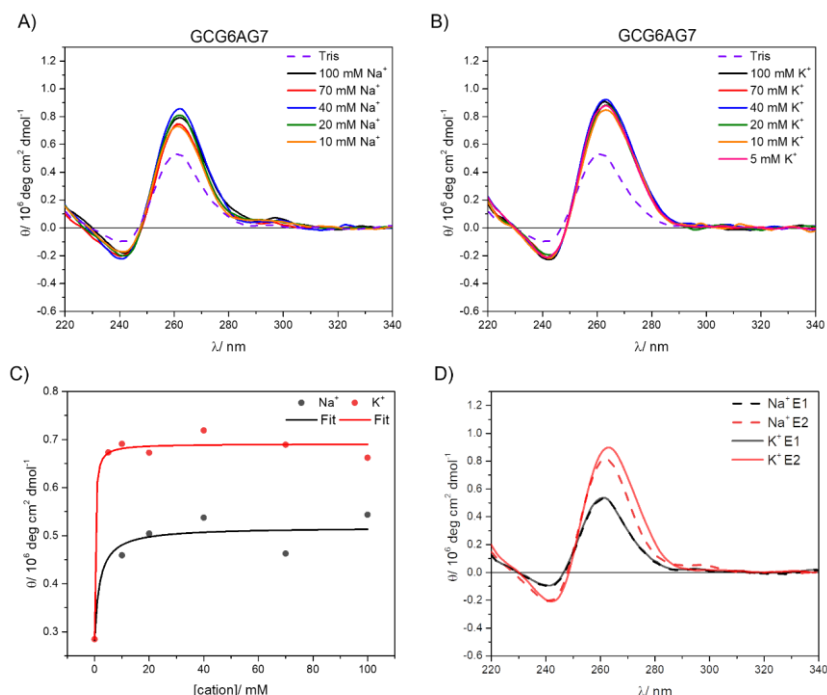 A)
GCG6AG7
Tris
100 mM Na⁺
70 mM Na⁺
40 mM Na⁺
20 mM Na⁺
10 mM Na⁺
1.2
1.0
0.8
0.6
0.4
0.2
0.0
-0.2
-0.4
-0.6
θ/ 10⁶ deg cm² dmol⁻¹
220 240 260 280 300 320 340
λ/ nm
B)
GCG6AG7
Tris
100 mM K⁺
70 mM K⁺
40 mM K⁺
20 mM K⁺
10 mM K⁺
5 mM K⁺
1.2
1.0
0.8
0.6
0.4
0.2
0.0
-0.2
-0.4
-0.6
θ/ 10⁶ deg cm² dmol⁻¹
220 240 260 280 300 320 340
λ/ nm
C)
Na⁺ K⁺
Fit Fit
0.8
0.7
0.6
0.5
0.4
0.3
θ/ 10⁶ deg cm² dmol⁻¹
0 20 40 60 80 100
[cation]/ mM
D)
Na⁺ E1
Na⁺ E2
K⁺ E1
K⁺ E2
1.2
1.0
0.8
0.6
0.4
0.2
0.0
-0.2
-0.4
-0.6
θ/ 10⁶ deg cm² dmol⁻¹
220 240 260 280 300 320 340
λ/ nm